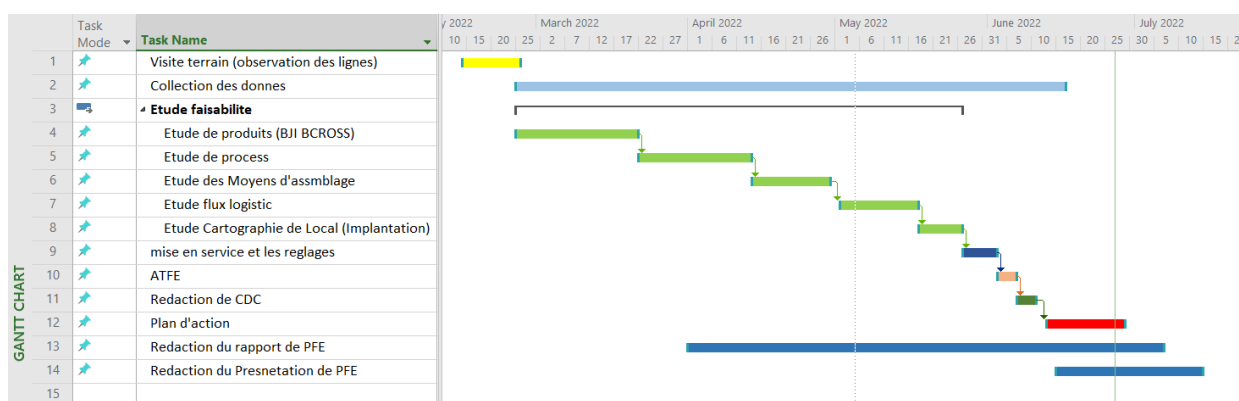 Task Mode Task Name
y 2022 March 2022 April 2022 May 2022 June 2022 July 2022
10 15 20 25 2 7 12 17 22 27 1 6 11 16 21 26 1 6 11 16 21 26 31 5 10 15 20 25 30 5 10 15 2
1 Visite terrain (observation des lignes)
2 Collection des donnes
3 Etude faisabilite
4 Etude de produits (BJI BCROSS)
5 Etude de process
6 Etude des Moyens d'assmblage
7 Etude flux logistic
8 Etude Cartographie de Local (Implantation)
9 mise en service et les reglages
10 ATFE
11 Redaction de CDC
12 Plan d'action
13 Redaction du rapport de PFE
14 Redaction du Presnetation de PFE
15
GANTT CHART